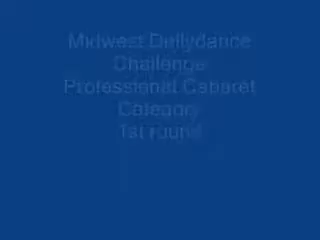 Midwest Bellydance
Challenge
Professional Cabaret
Category
1st round